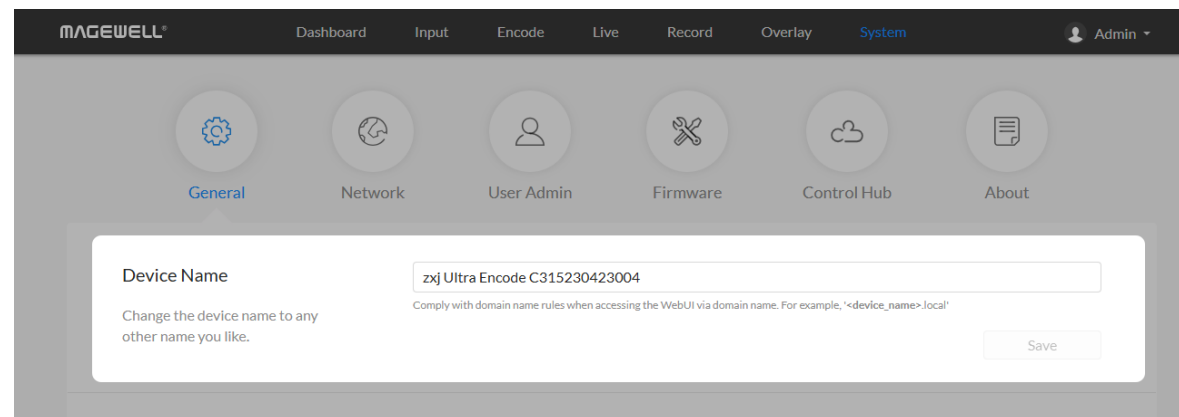 MAGEWELL®
Dashboard Input Encode Live Record Overlay System Admin
General Network User Admin Firmware Control Hub About
Device Name
zxj Ultra Encode C315230423004
Comply with domain name rules when accessing the WebUI via domain name. For example, '<device_name>.local'
Change the device name to any
other name you like.
Save